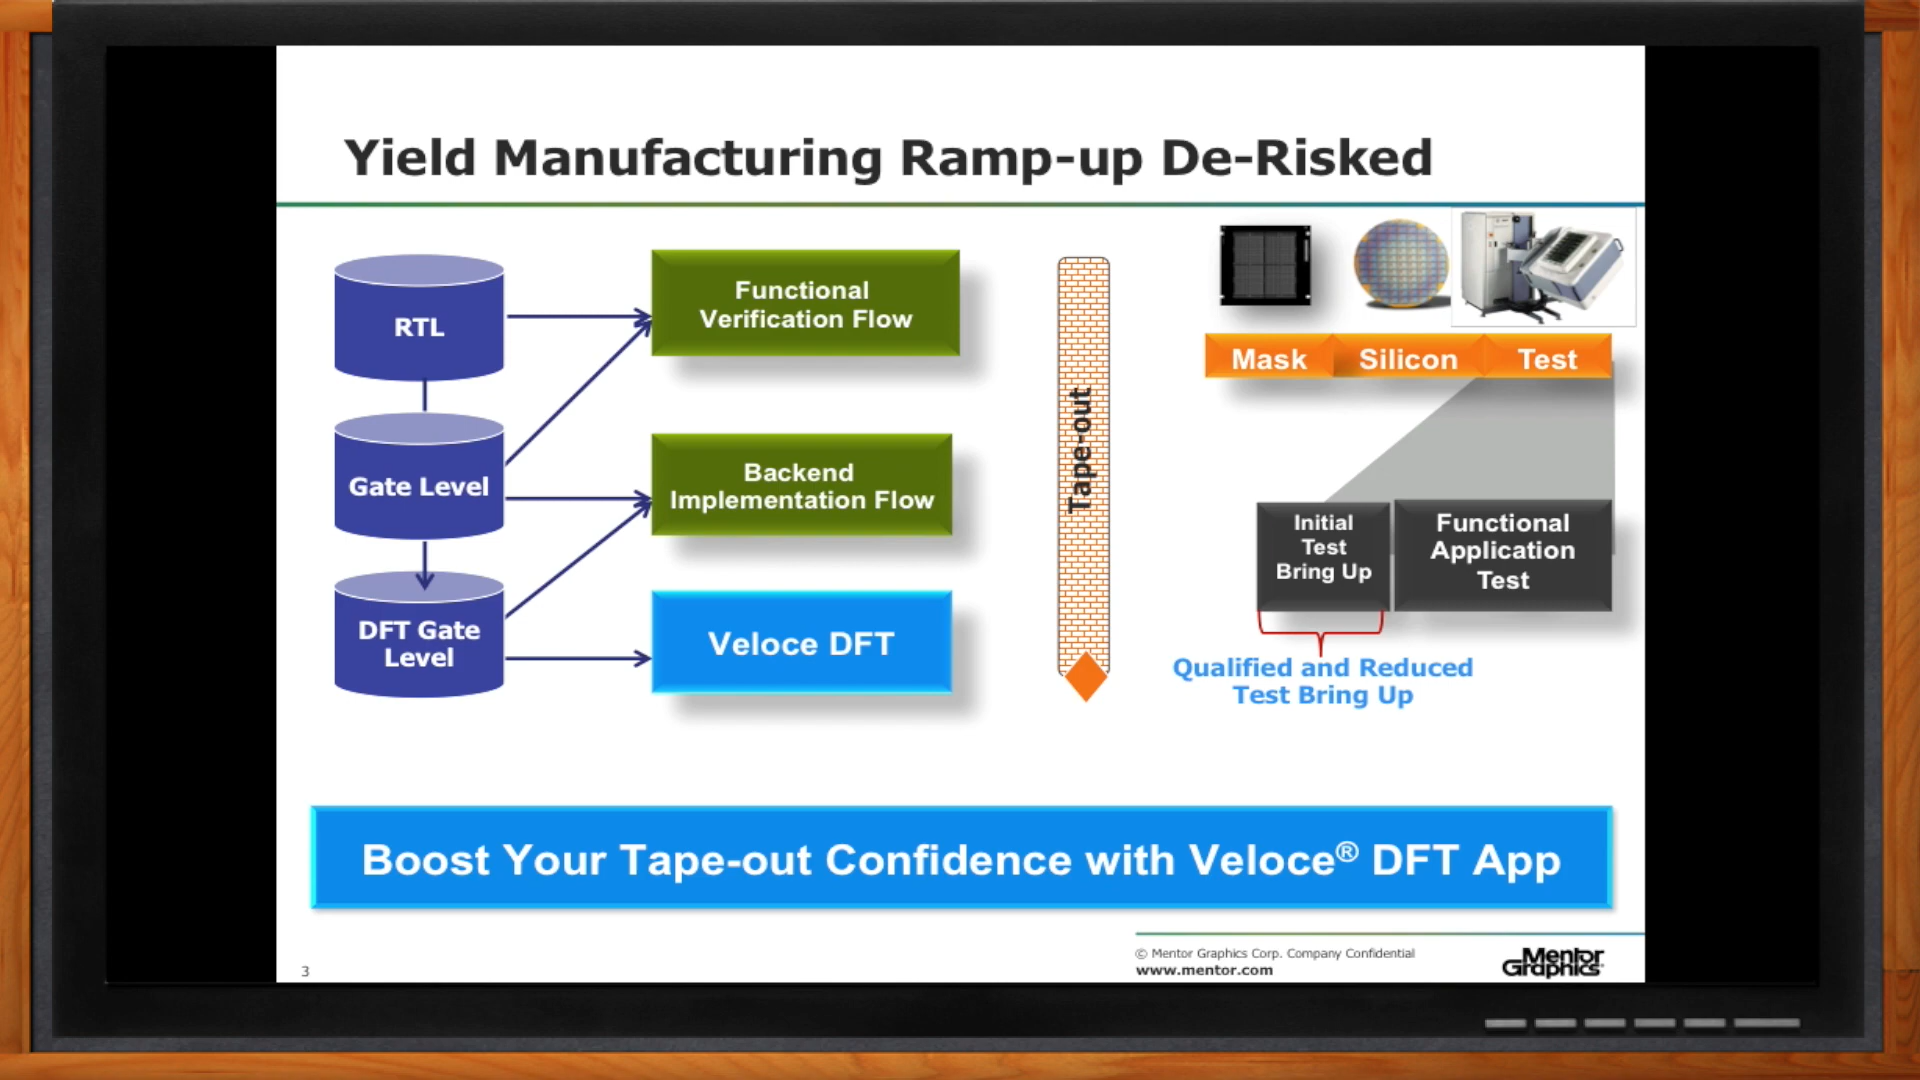 Yield Manufacturing Ramp-up De-Risked
RTL
Gate Level
DFT Gate
Level
Functional
Verification Flow
Backend
Implementation Flow
Veloce DFT
Tape-out
Mask
Silicon
Test
Initial
Test
Bring Up
Functional
Application
Test
Qualified and Reduced
Test Bring Up
Boost Your Tape-out Confidence with Veloce® DFT App
3
© Mentor Graphics Corp. Company Confidential
www.mentor.com
Mentor
Graphics